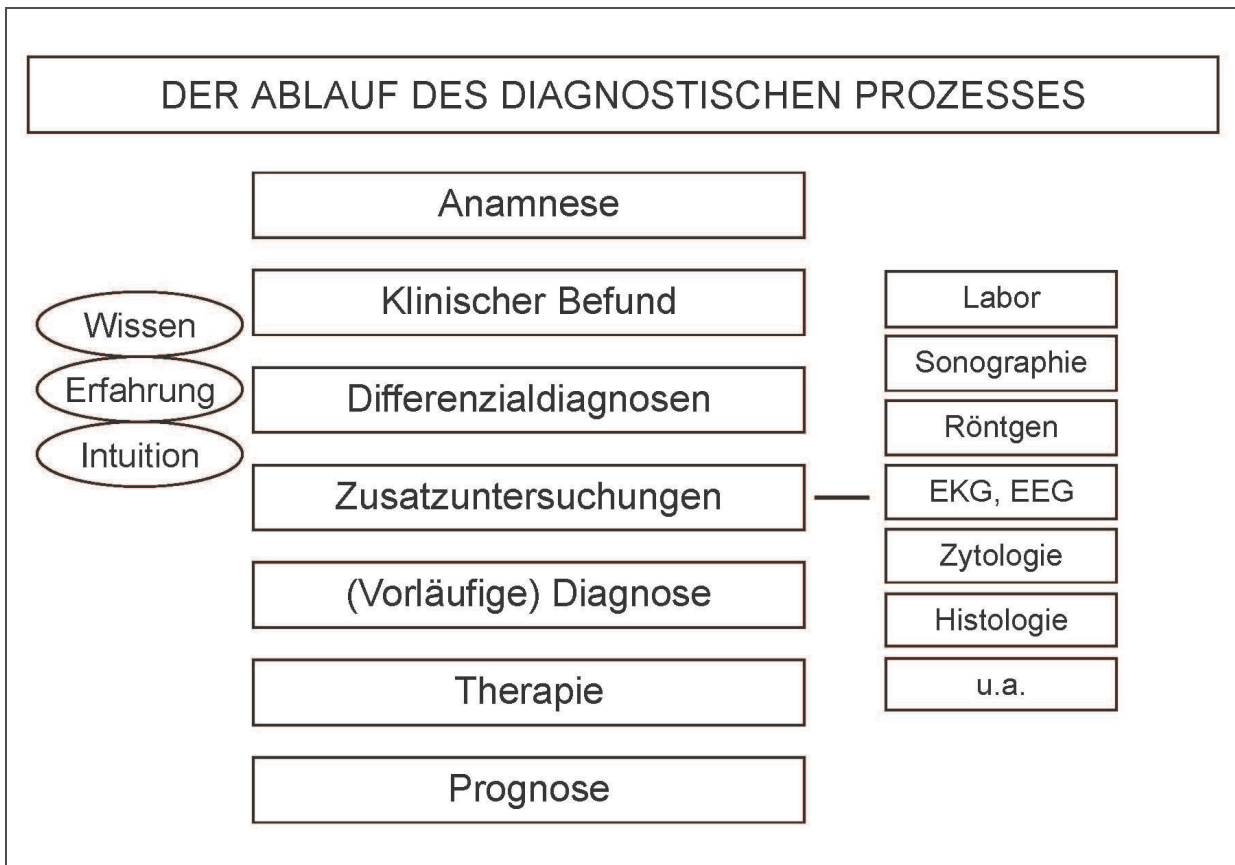 DER ABLAUF DES DIAGNOSTISCHEN PROZESSES
Anamnese
Klinischer Befund
Differenzialdiagnosen
Zusatzuntersuchungen
(Vorläufige) Diagnose
Therapie
Prognose
Wissen
Erfahrung
Intuition
Labor
Sonographie
Röntgen
EKG, EEG
Zytologie
Histologie
u.a.